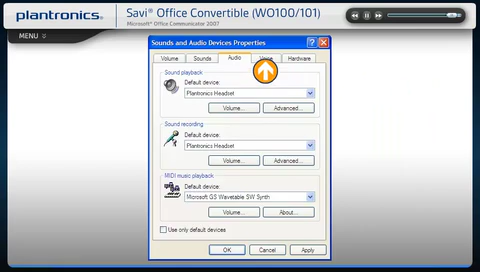 plantronics
Savi® Office Convertible (WO100/101)
Microsoft® Office Communicator 2007
MENU
Sounds and Audio Devices Properties
Volume Sounds Audio Voice Hardware
Sound playback
Default device:
Plantronics Headset
Volume... Advanced...
Sound recording
Default device:
Plantronics Headset
Volume... Advanced...
MIDI music playback
Default device:
Microsoft GS Wavetable SW Synth
Volume... About...
Use only default devices
OK Cancel Apply